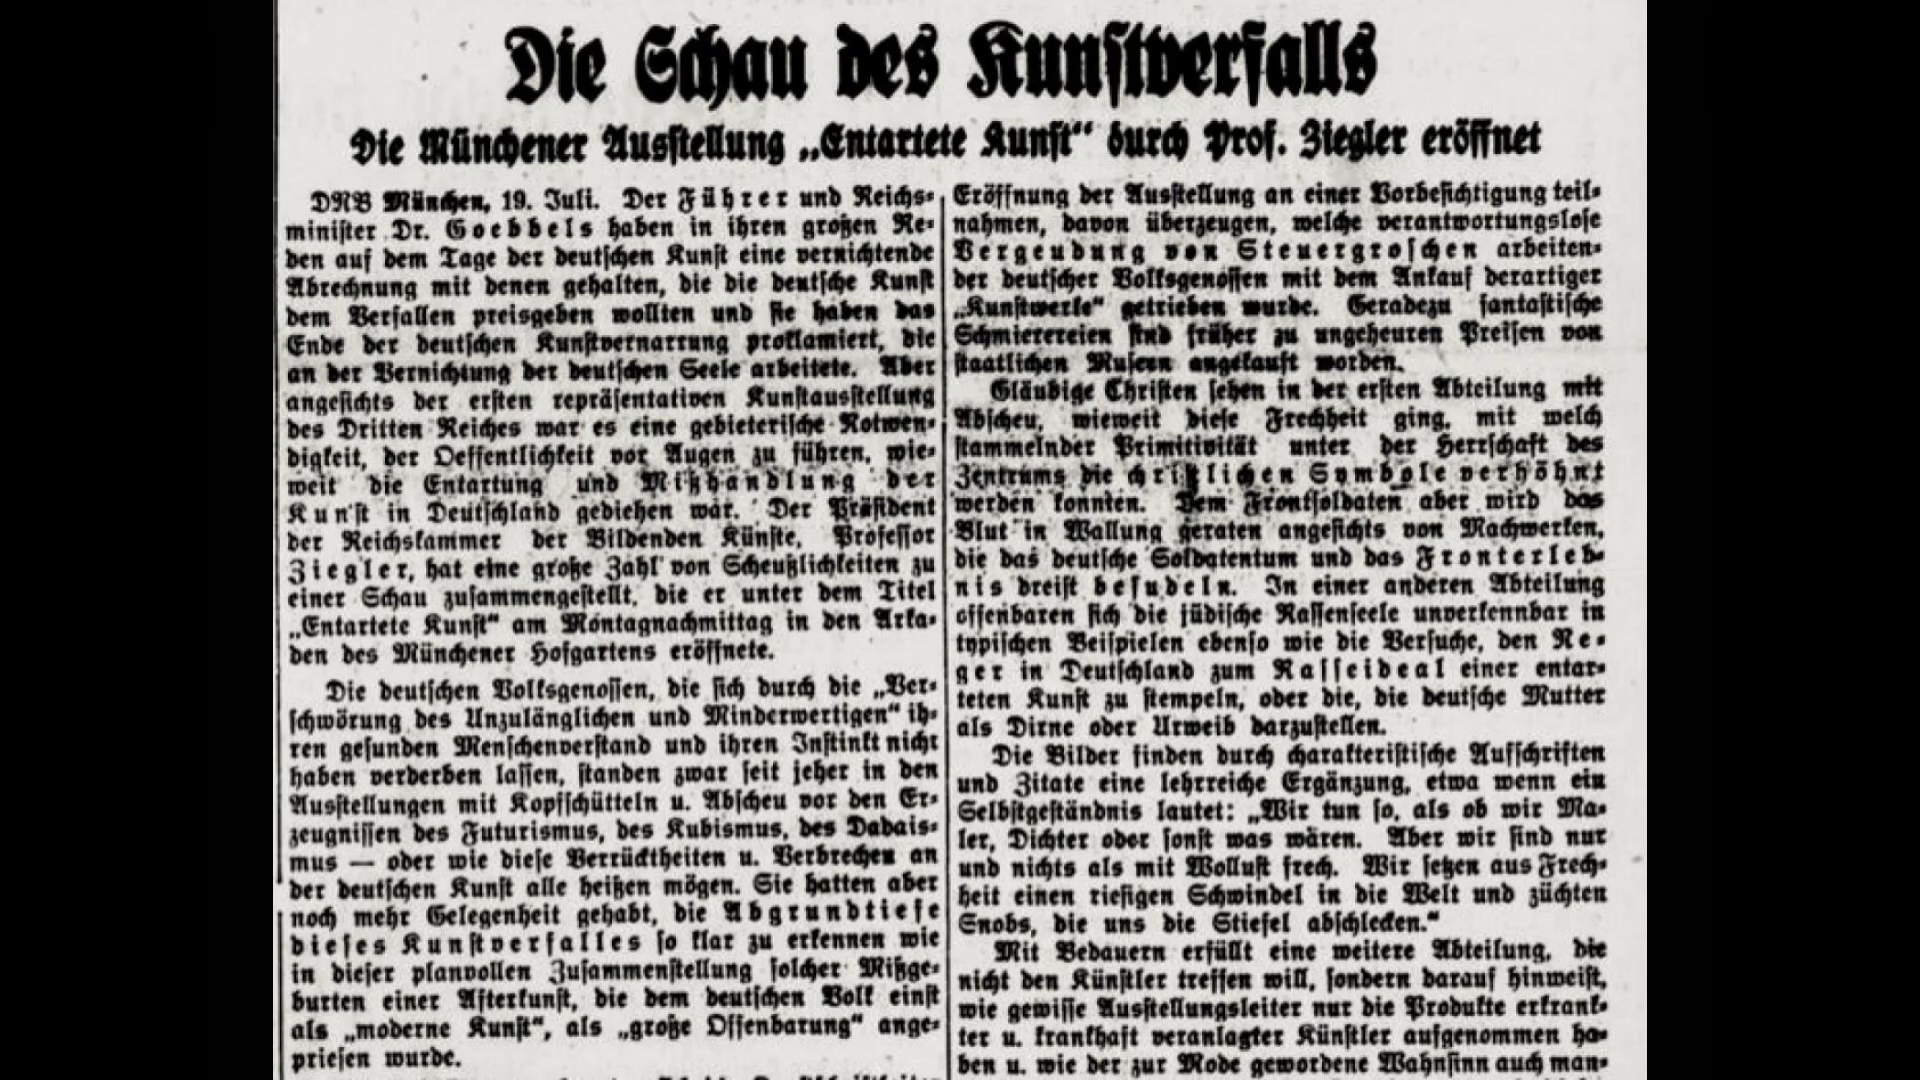 Die Schau des Kunstverfalls
Die Münchener Ausstellung „Entartete Kunst“ durch Prof. Ziegler eröffnet
DNB München, 19. Juli. Der Führer und Reichs-
minister Dr. Goebbels haben in ihren großen Re-
den auf dem Tage der deutschen Kunst eine vernichtende
Abrechnung mit denen gehalten, die die deutsche Kunst
dem Verfallen preisgeben wollten und sie haben das
Ende der deutschen Kunstvernarrung proklamiert, die
an der Vernichtung der deutschen Seele arbeitete. Aber
angesichts der ersten repräsentativen Kunstausstellung
des Dritten Reiches war es eine gebieterische Notwen-
digkeit, der Oeffentlichkeit vor Augen zu führen, wie-
weit die Entartung und Mißhandlung der
Kunst in Deutschland gediehen war. Der Präsident
der Reichskammer der Bildenden Künste, Professor
Ziegler, hat eine große Zahl von Scheußlichkeiten zu
einer Schau zusammengestellt, die er unter dem Titel
„Entartete Kunst“ am Montagnachmittag in den Arka-
den des Münchener Hofgartens eröffnete.
Die deutschen Volksgenossen, die sich durch die „Ver-
schwörung des Unzulänglichen und Minderwertigen“ ih-
ren gesunden Menschenverstand und ihren Instinkt nicht
haben verderben lassen, standen zwar seit jeher in den
Ausstellungen mit Kopfschütteln u. Abscheu vor den Er-
zeugnissen des Futurismus, des Kubismus, des Dadais-
mus — oder wie diese Verrücktheiten u. Verbrechen an
der deutschen Kunst alle heißen mögen. Sie hatten aber
noch mehr Gelegenheit gehabt, die Abgrundtiefe
dieses Kunstverfalles so klar zu erkennen wie
in dieser planvollen Zusammenstellung solcher Mißge-
burten einer Afterkunst, die dem deutschen Volk einst
als „moderne Kunst“, als „große Offenbarung“ ange-
priesen wurde.
Eröffnung der Ausstellung an einer Vorbesichtigung teil-
nahmen, davon überzeugen, welche verantwortungslose
Vergeudung von Steuergroschen arbeiten-
der deutscher Volksgenossen mit dem Ankauf derartiger
„Kunstwerke“ getrieben wurde. Geradezu fantastische
Schmierereien sind früher zu ungeheuren Preisen von
staatlichen Museen angekauft worden.
Gläubige Christen sehen in der ersten Abteilung mit
Abscheu, wieweit diese Frechheit ging, mit welch
stammelnder Primitivität unter der Herrschaft des
Zentrums die christlichen Symbole verhöhnt
werden konnten. Dem Frontsoldaten aber wird das
Blut in Wallung geraten angesichts von Machwerken,
die das deutsche Soldatentum und das Fronterleb-
nis dreist besudeln. In einer anderen Abteilung
offenbaren sich die jüdische Rassenseele unverkennbar in
typischen Beispielen ebenso wie die Versuche, den Ne-
ger in Deutschland zum Rasseideal einer entar-
teten Kunst zu stempeln, oder die, die deutsche Mutter
als Dirne oder Urweib darzustellen.
Die Bilder finden durch charakteristische Aufschriften
und Zitate eine lehrreiche Ergänzung, etwa wenn ein
Selbstgeständnis lautet: „Wir tun so, als ob wir Ma-
ler, Dichter oder sonst was wären. Aber wir sind nur
und nichts als mit Wollust frech. Wir setzen aus Frech-
heit einen riesigen Schwindel in die Welt und züchten
Snobs, die uns die Stiefel abschlecken.“
Mit Bedauern erfüllt eine weitere Abteilung, die
nicht den Künstler treffen will, sondern darauf hinweist,
wie gewisse Ausstellungsleiter nur die Produkte erkrank-
ter u. krankhaft veranlagter Künstler aufgenommen ha-
ben u. wie der zur Mode gewordene Wahnsinn auch man-